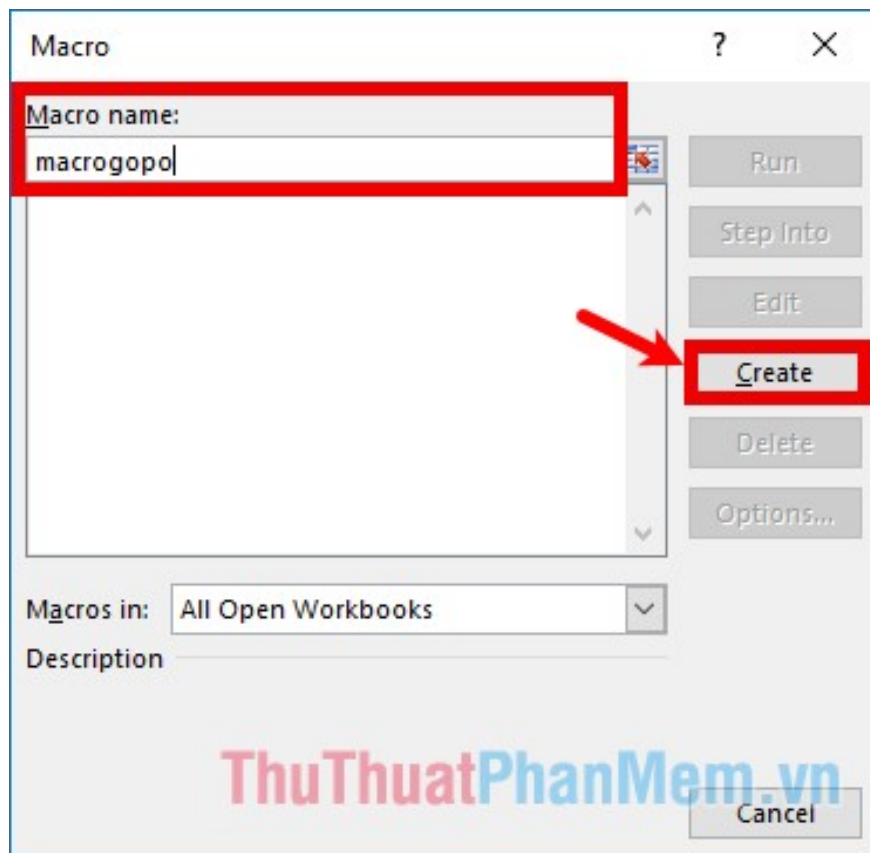 Macro
?
Macro name:
macrogopo
Run
Step Into
Edit
Create
Delete
Options...
Macros in:
All Open Workbooks
Description
ThuThuatPhanMem.vn
Cancel